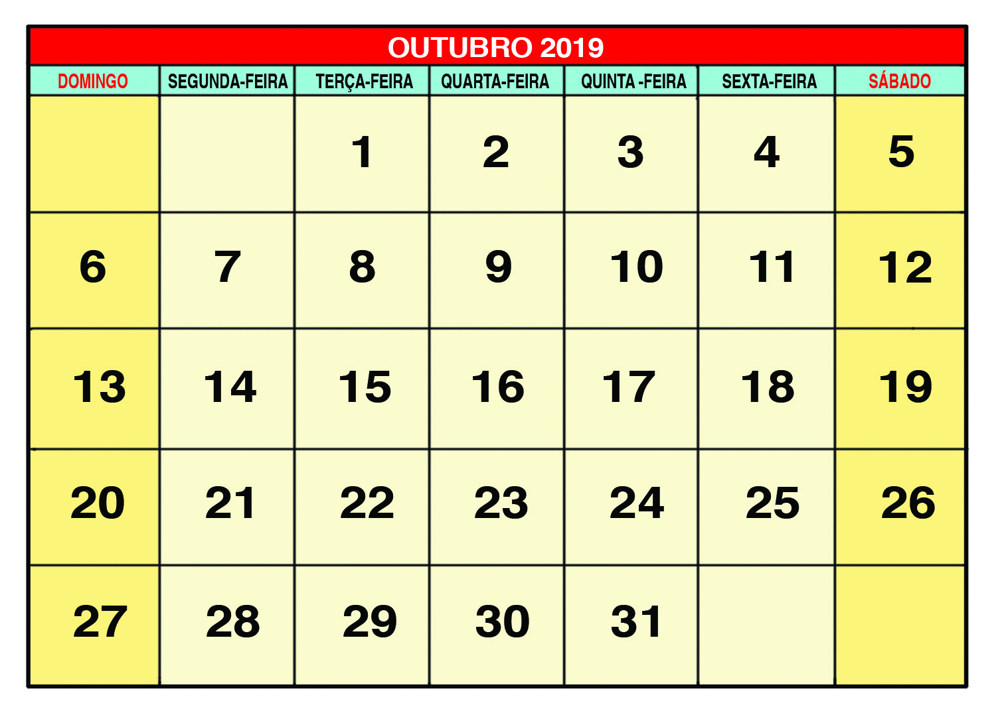 OUTUBRO 2019
DOMINGO SEGUNDA-FEIRA TERÇA-FEIRA QUARTA-FEIRA QUINTA -FEIRA SEXTA-FEIRA SÁBADO
1 2 3 4 5
6 7 8 9 10 11 12
13 14 15 16 17 18 19
20 21 22 23 24 25 26
27 28 29 30 31